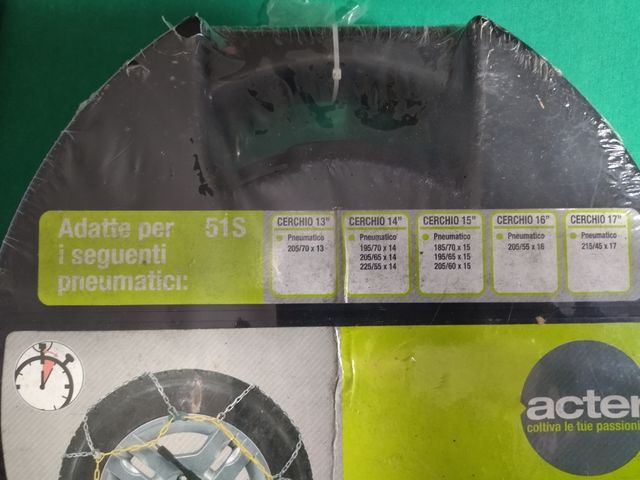 Adatte per 51S
i seguenti
pneumatici:
CERCHIO 13"
Pneumatico
205/70 x 13
CERCHIO 14"
Pneumatico
195/70 x 14
205/65 x 14
225/55 x 14
CERCHIO 15"
Pneumatico
185/70 x 15
195/65 x 15
205/60 x 15
CERCHIO 16"
Pneumatico
205/55 x 16
CERCHIO 17"
Pneumatico
215/45 x 17
acter
coltiva le tue passioni